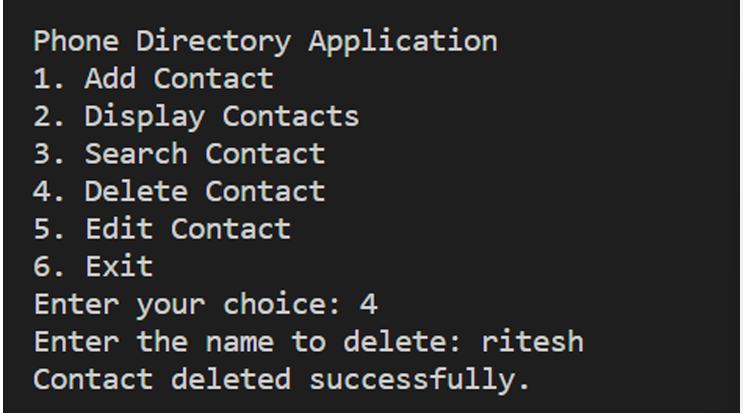 Phone Directory Application
1. Add Contact
2. Display Contacts
3. Search Contact
4. Delete Contact
5. Edit Contact
6. Exit
Enter your choice: 4
Enter the name to delete: ritesh
Contact deleted successfully.